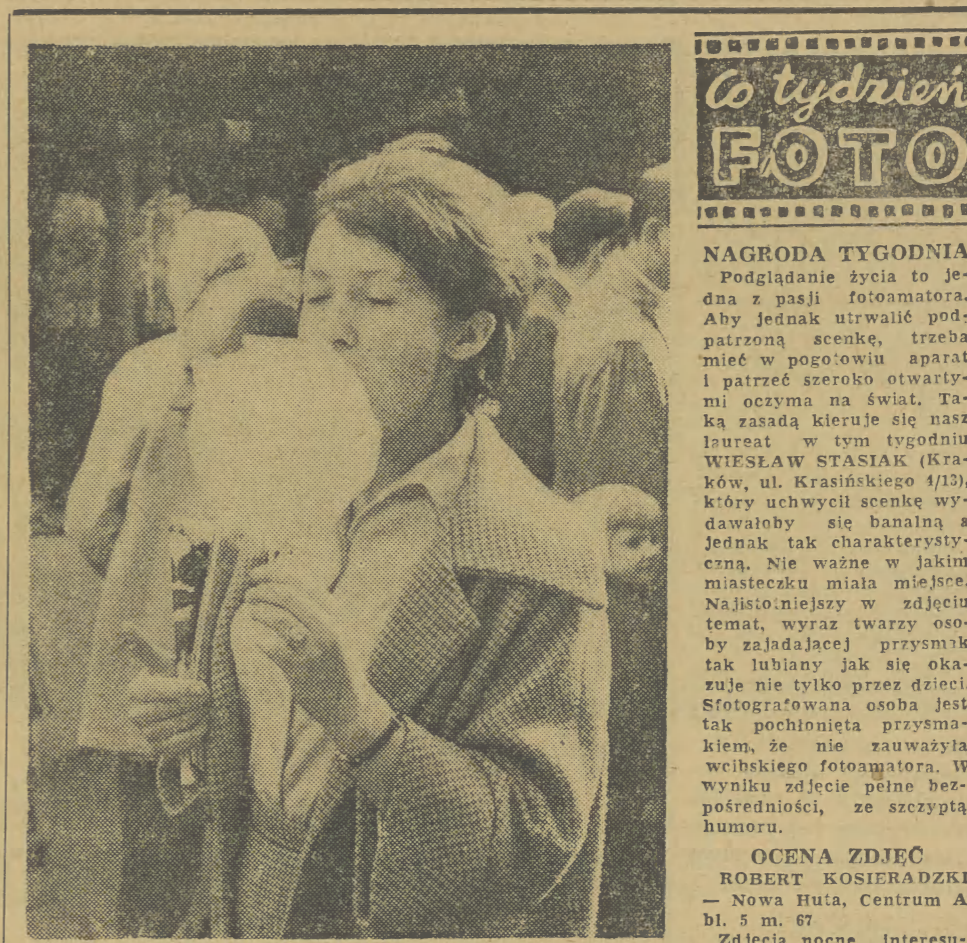 Co tydzień
FOTO
NAGRODA TYGODNIA
Podglądanie życia to je-
dna z pasji fotoamatora.
Aby jednak utrwalić pod-
patrzoną scenkę, trzeba
mieć w pogotowiu aparat
i patrzeć szeroko otwarty-
mi oczyma na świat. Ta-
ką zasadą kieruje się nasz
laureat w tym tygodniu
WIESŁAW STASIAK (Kra-
ków, ul. Krasińskiego 4/13),
który uchwycił scenkę wy-
dawałoby się banalną a
jednak tak charakterysty-
czną. Nie ważne w jakim
miasteczku miała miejsce.
Najistotniejszy w zdjęciu
temat, wyraz twarzy oso-
by zajadającej przysmak
tak lubiany jak się oka-
zuje nie tylko przez dzieci.
Sfotografowana osoba jest
tak pochłonięta przysma-
kiem, że nie zauważyła
wcibskiego fotoamatora. W
wyniku zdjęcie pełne bez-
pośredniości, ze szczyptą
humoru.
OCENA ZDJĘĆ
ROBERT KOSIERADZKI
— Nowa Huta, Centrum A
bl. 5 m. 67
Zdjęcia nocne interesu-